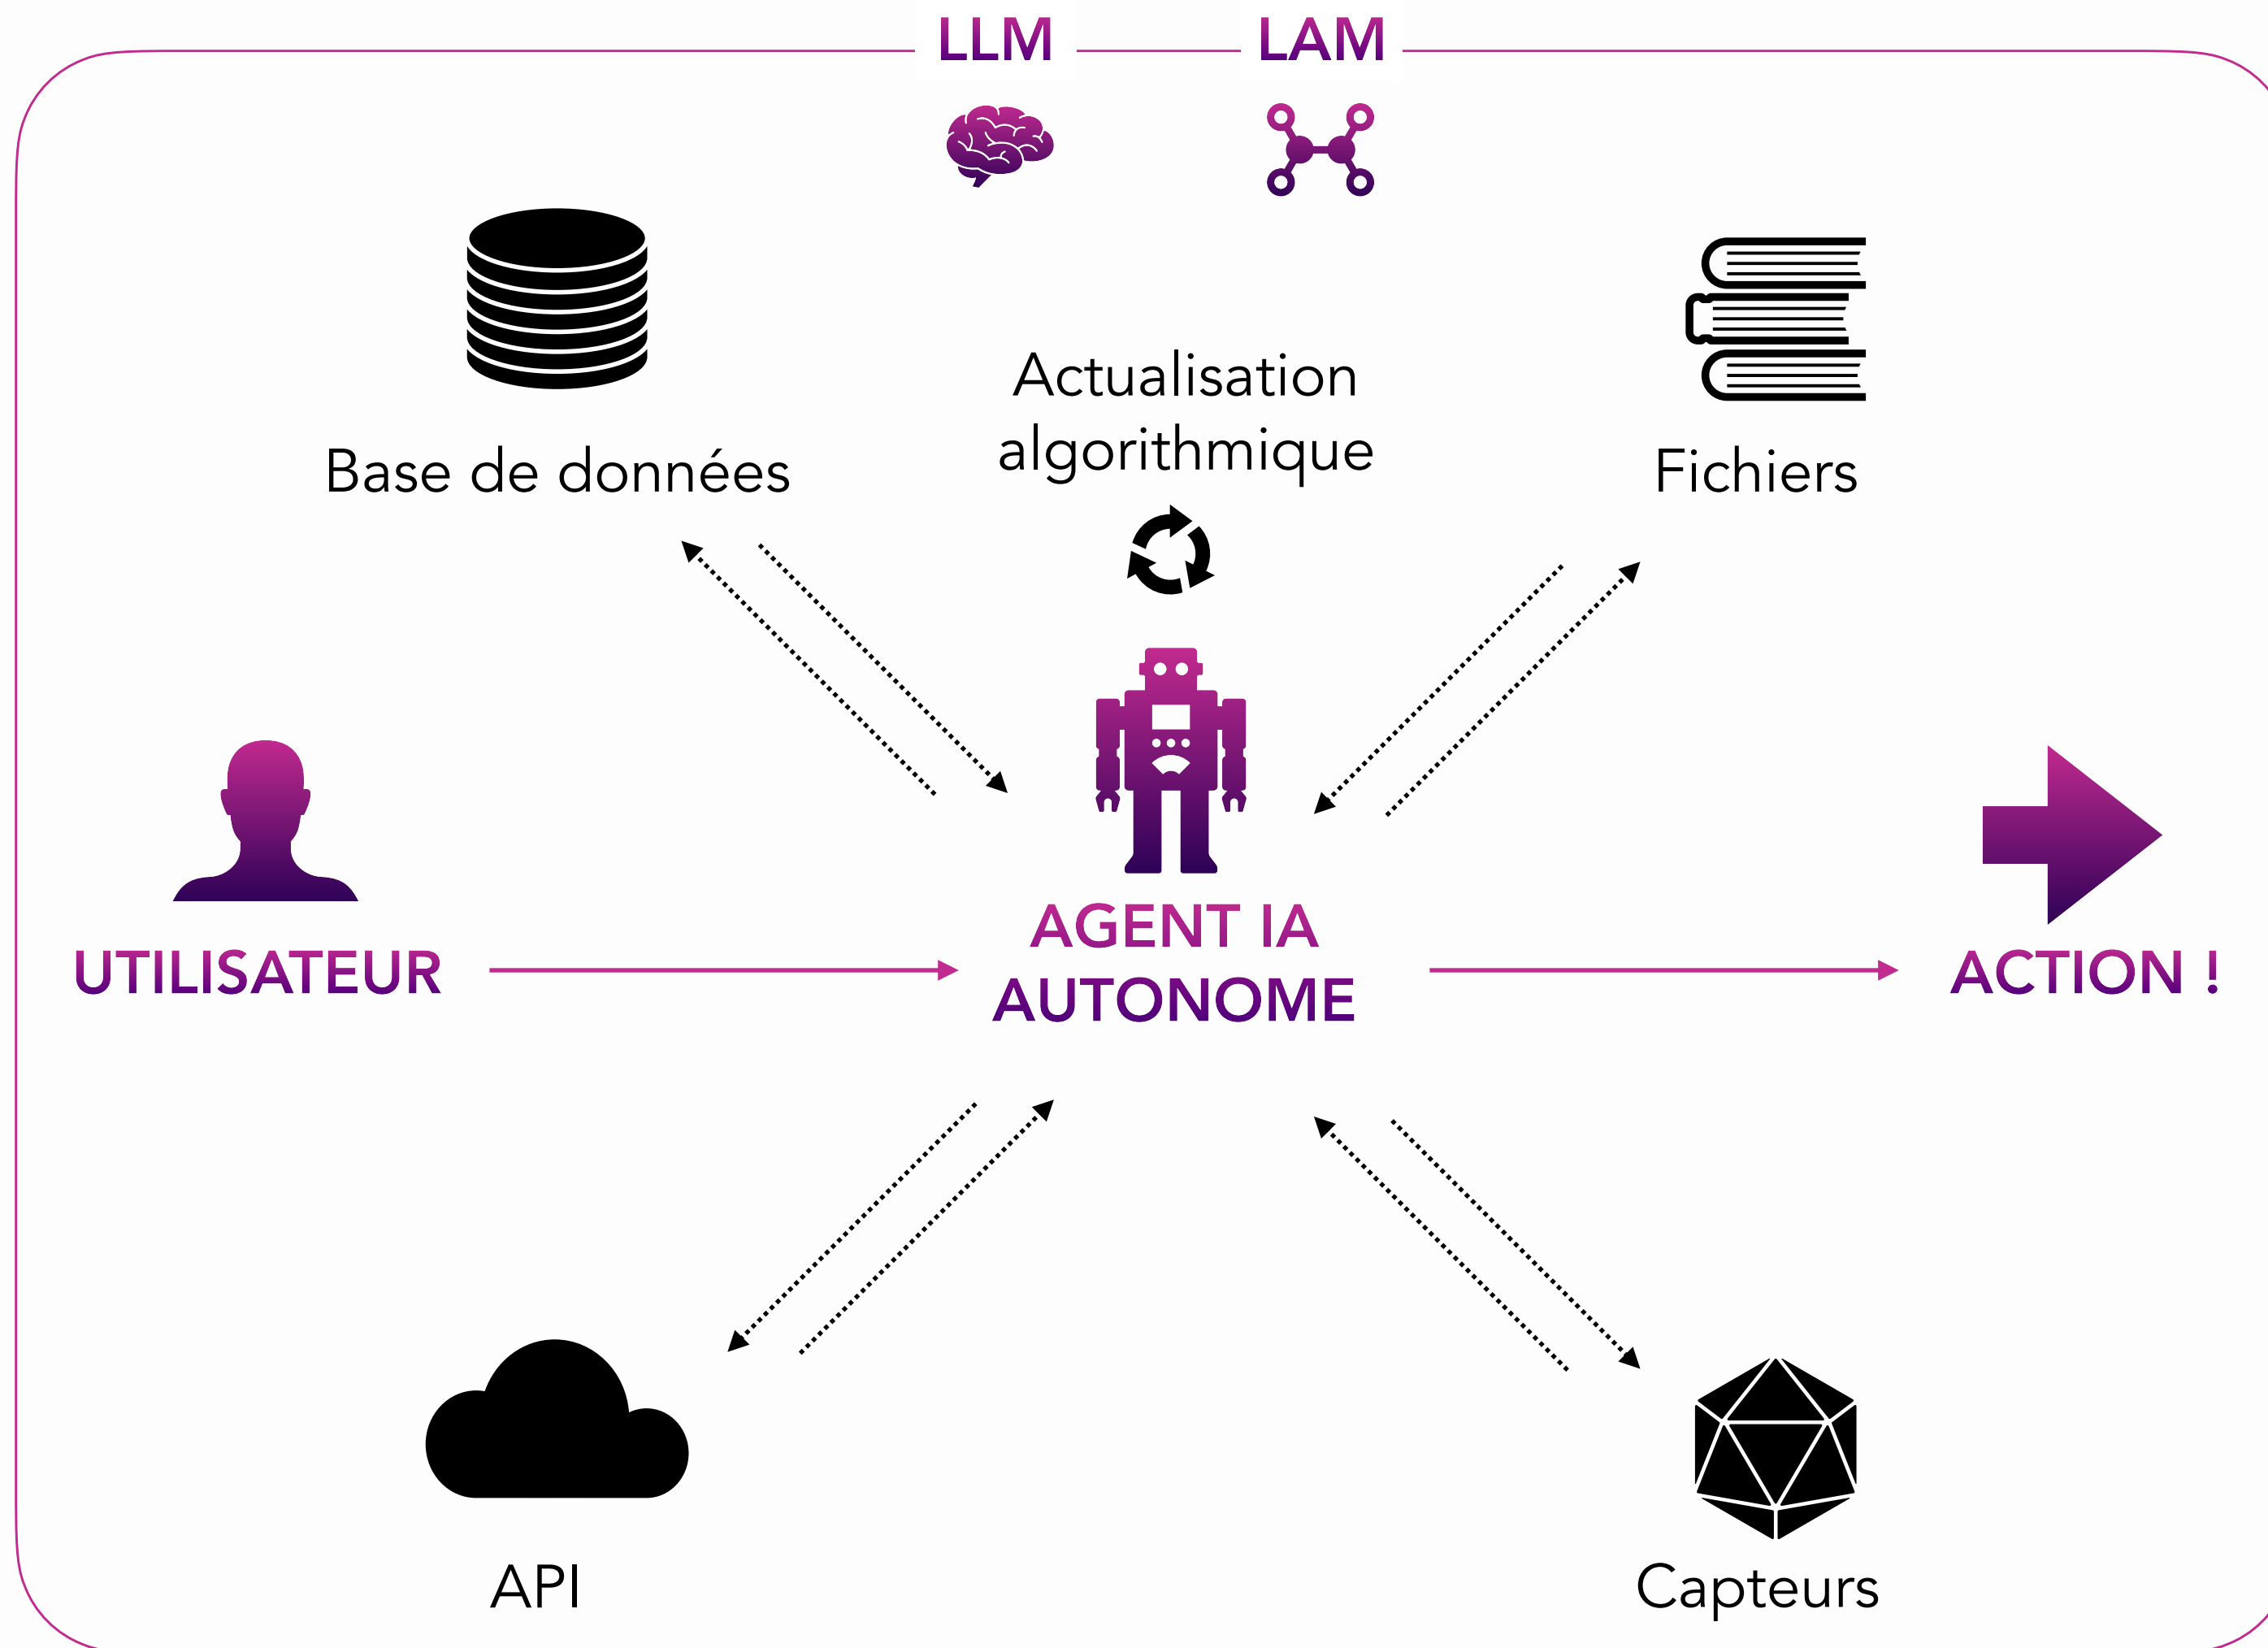 LLM
LAM
Base de données
Actualisation
algorithmique
Fichiers
UTILISATEUR
AGENT IA
AUTONOME
ACTION !
API
Capteurs